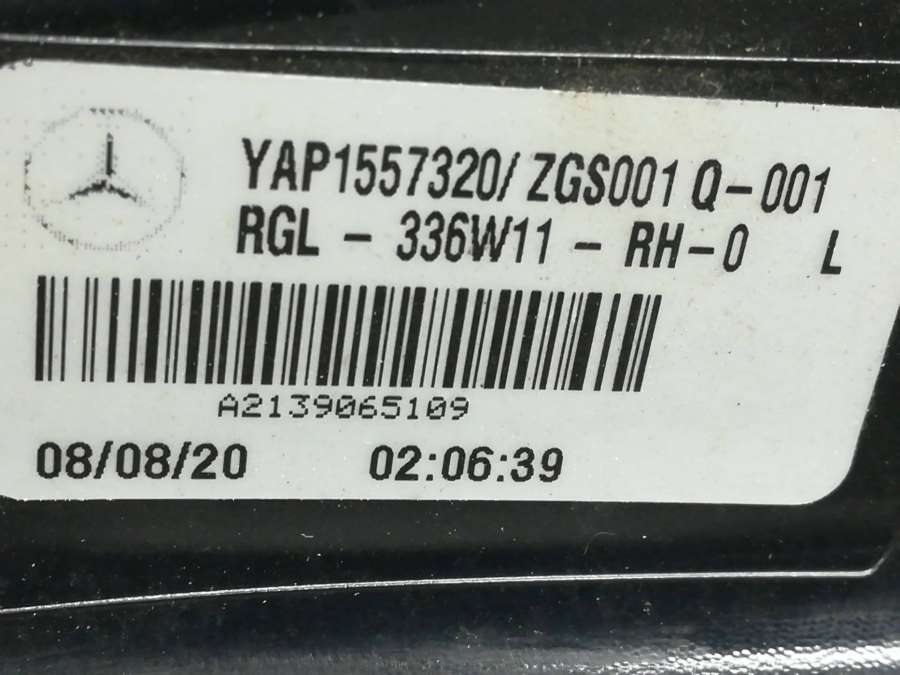 YAP1557320/ ZGS001 Q-001
RGL - 336W11 - RH-0 L
A2139065109
08/08/20 02:06:39